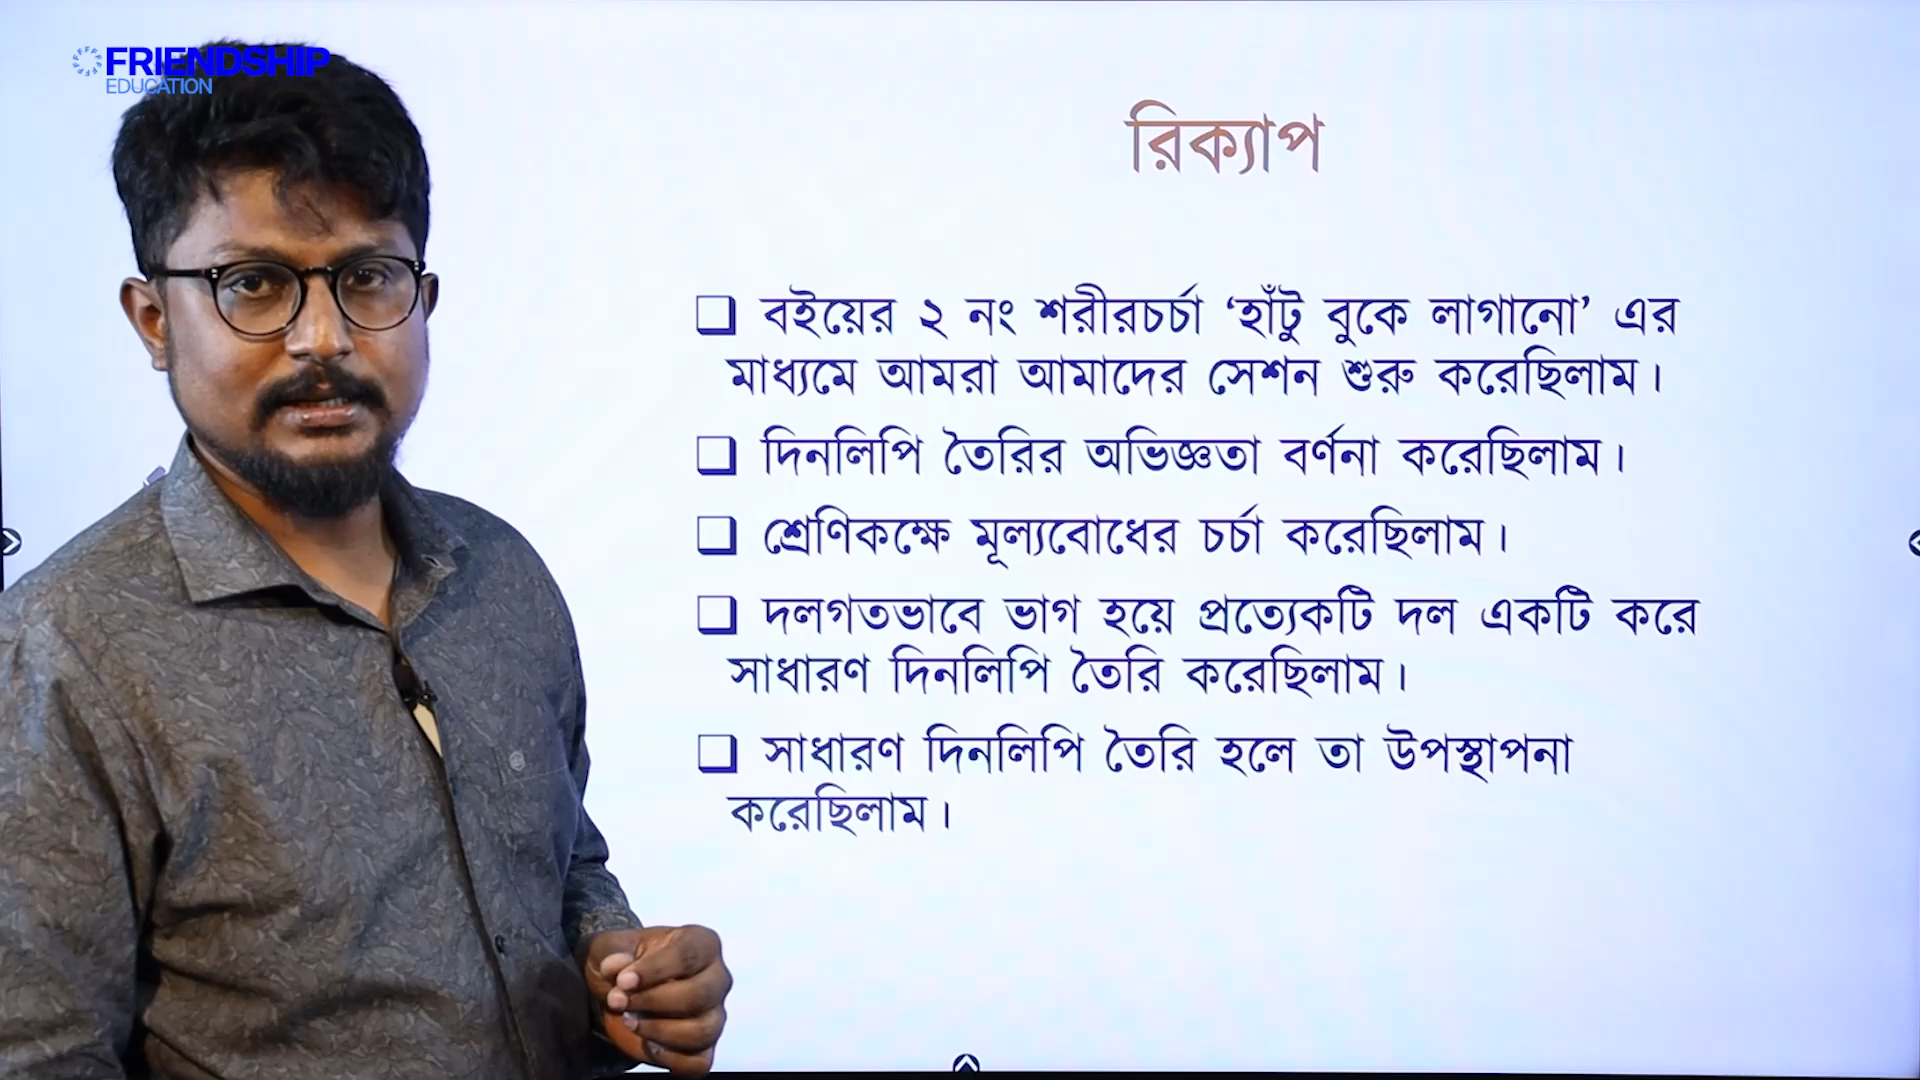 FRIENDSHIP
EDUCATION
রিক্যাপ
❑ বইয়ের ২ নং শরীরচর্চা ‘হাঁটু বুকে লাগানো’ এর
মাধ্যমে আমরা আমাদের সেশন শুরু করেছিলাম।
❑ দিনলিপি তৈরির অভিজ্ঞতা বর্ণনা করেছিলাম।
❑ শ্রেণিকক্ষে মূল্যবোধের চর্চা করেছিলাম।
❑ দলগতভাবে ভাগ হয়ে প্রত্যেকটি দল একটি করে
সাধারণ দিনলিপি তৈরি করেছিলাম।
❑ সাধারণ দিনলিপি তৈরি হলে তা উপস্থাপনা
করেছিলাম।